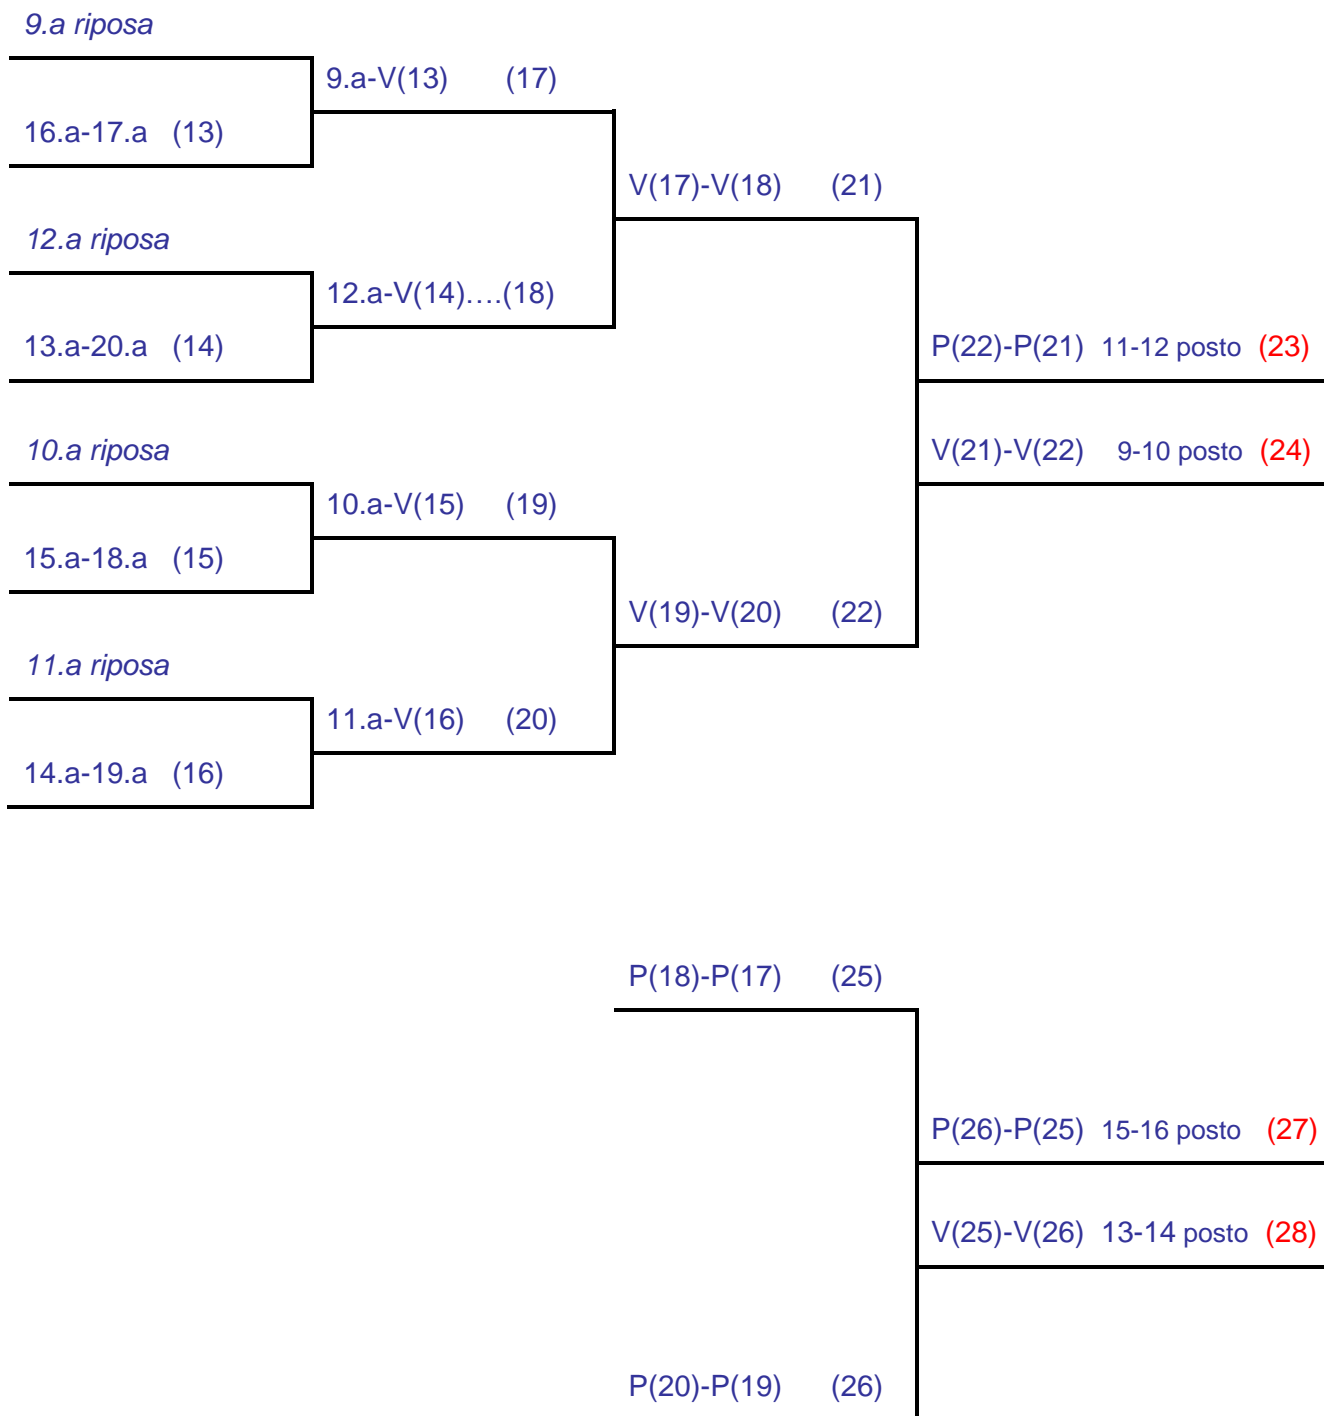 9.a riposa
9.a-V(13) (17)
16.a-17.a (13)
V(17)-V(18) (21)
12.a riposa
12.a-V(14)....(18)
13.a-20.a (14)
P(22)-P(21) 11-12 posto (23)
10.a riposa
V(21)-V(22) 9-10 posto (24)
10.a-V(15) (19)
15.a-18.a (15)
V(19)-V(20) (22)
11.a riposa
11.a-V(16) (20)
14.a-19.a (16)
P(18)-P(17) (25)
P(26)-P(25) 15-16 posto (27)
V(25)-V(26) 13-14 posto (28)
P(20)-P(19) (26)